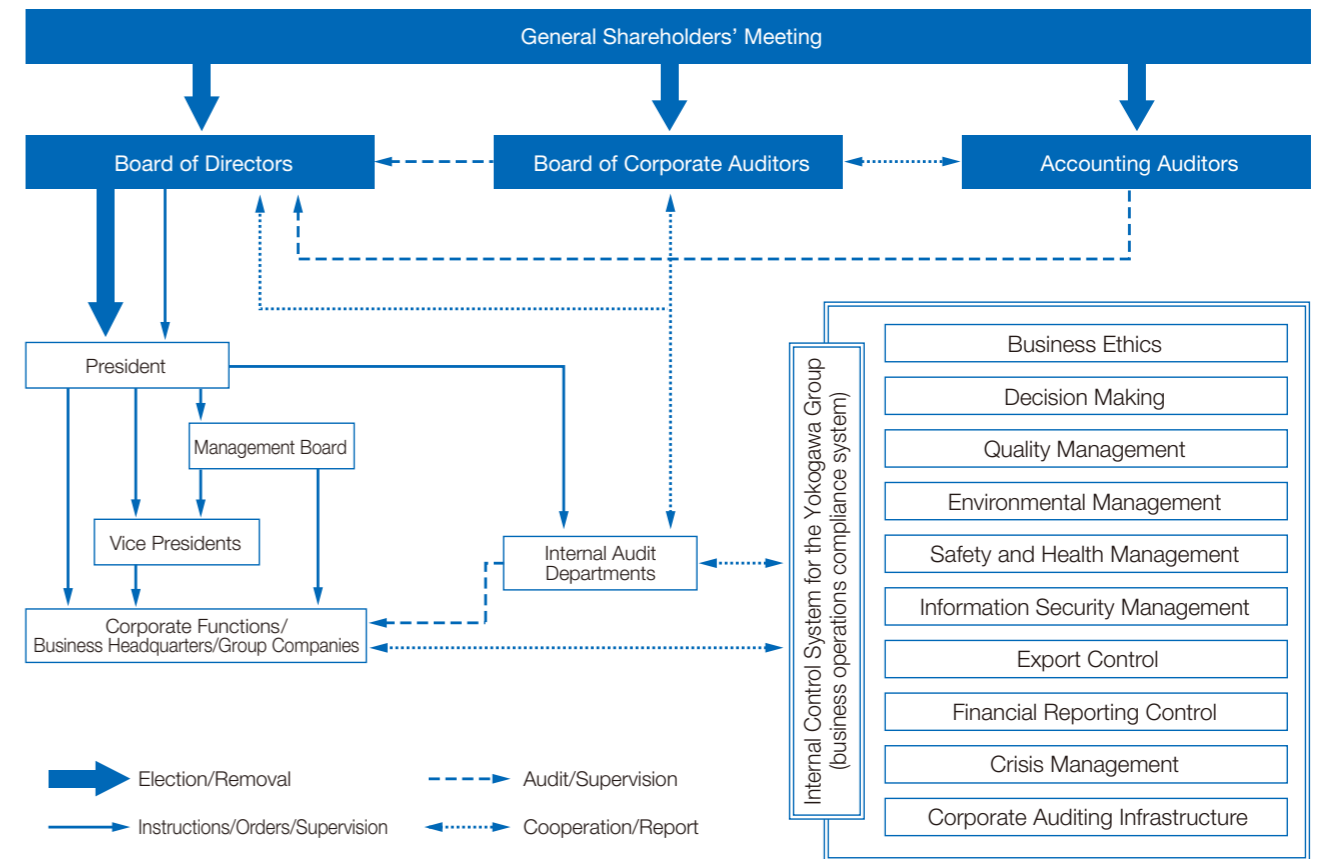 General Shareholders’ Meeting
Board of Directors
Board of Corporate Auditors
Accounting Auditors
President
Management Board
Vice Presidents
Corporate Functions/
Business Headquarters/Group Companies
Internal Audit
Departments
Internal Control System for the Yokogawa Group
(business operations compliance system)
Business Ethics
Decision Making
Quality Management
Environmental Management
Safety and Health Management
Information Security Management
Export Control
Financial Reporting Control
Crisis Management
Corporate Auditing Infrastructure
Election/Removal
Audit/Supervision
Instructions/Orders/Supervision
Cooperation/Report